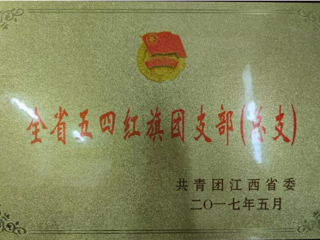 全省五四红旗团支部(总支)
共青团江西省委
二〇一七年五月